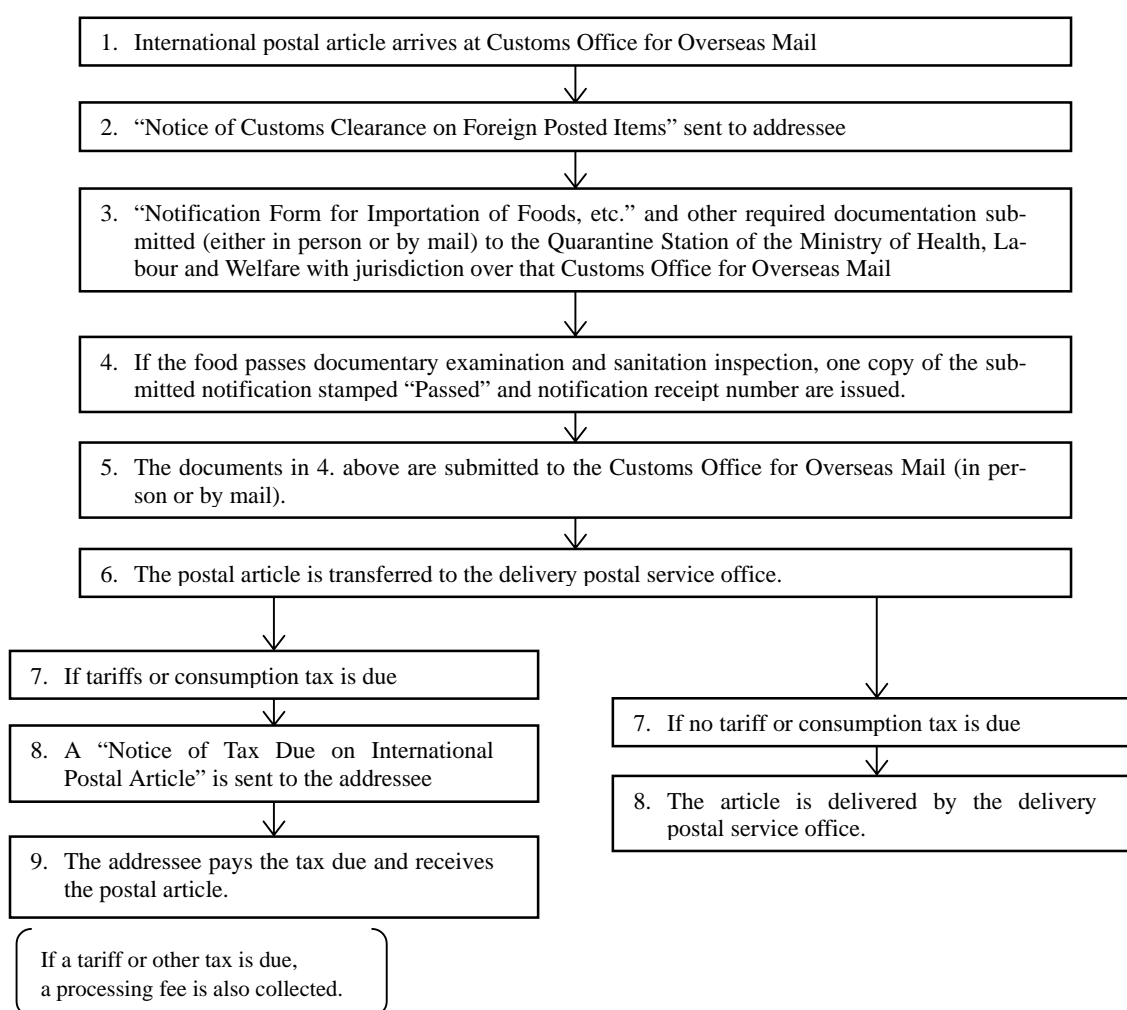 1. International postal article arrives at Customs Office for Overseas Mail
2. “Notice of Customs Clearance on Foreign Posted Items” sent to addressee
3. “Notification Form for Importation of Foods, etc.” and other required documentation sub-
mitted (either in person or by mail) to the Quarantine Station of the Ministry of Health, La-
bour and Welfare with jurisdiction over that Customs Office for Overseas Mail
4. If the food passes documentary examination and sanitation inspection, one copy of the sub-
mitted notification stamped “Passed” and notification receipt number are issued.
5. The documents in 4. above are submitted to the Customs Office for Overseas Mail (in per-
son or by mail).
6. The postal article is transferred to the delivery postal service office.
7. If tariffs or consumption tax is due
8. A “Notice of Tax Due on International
Postal Article” is sent to the addressee
9. The addressee pays the tax due and receives
the postal article.
If a tariff or other tax is due,
a processing fee is also collected.
7. If no tariff or consumption tax is due
8. The article is delivered by the delivery
postal service office.